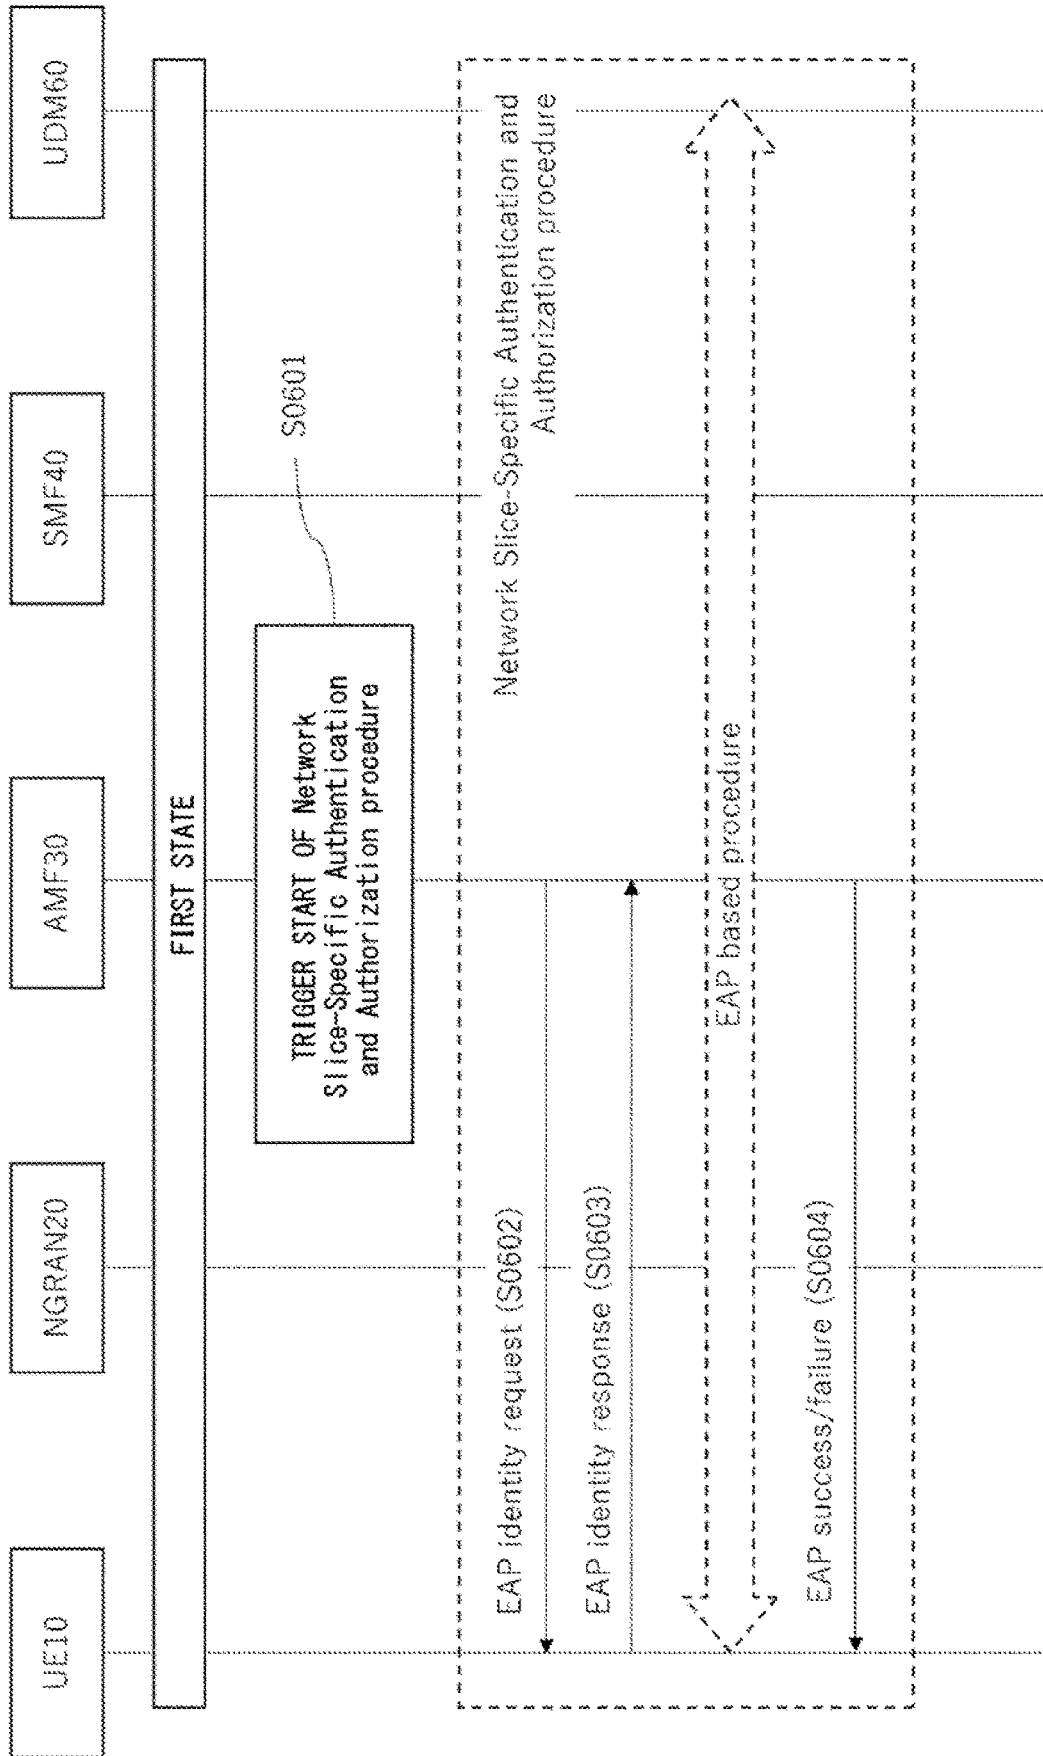 UE10
NGRAN20
AMF30
SMF40
UDM60
FIRST STATE
TRIGGER START OF Network
Slice-Specific Authentication
and Authorization procedure
S0601
Network Slice-Specific Authentication and
Authorization procedure
EAP identity request (S0602)
EAP identity response (S0603)
EAP based procedure
EAP success/failure (S0604)